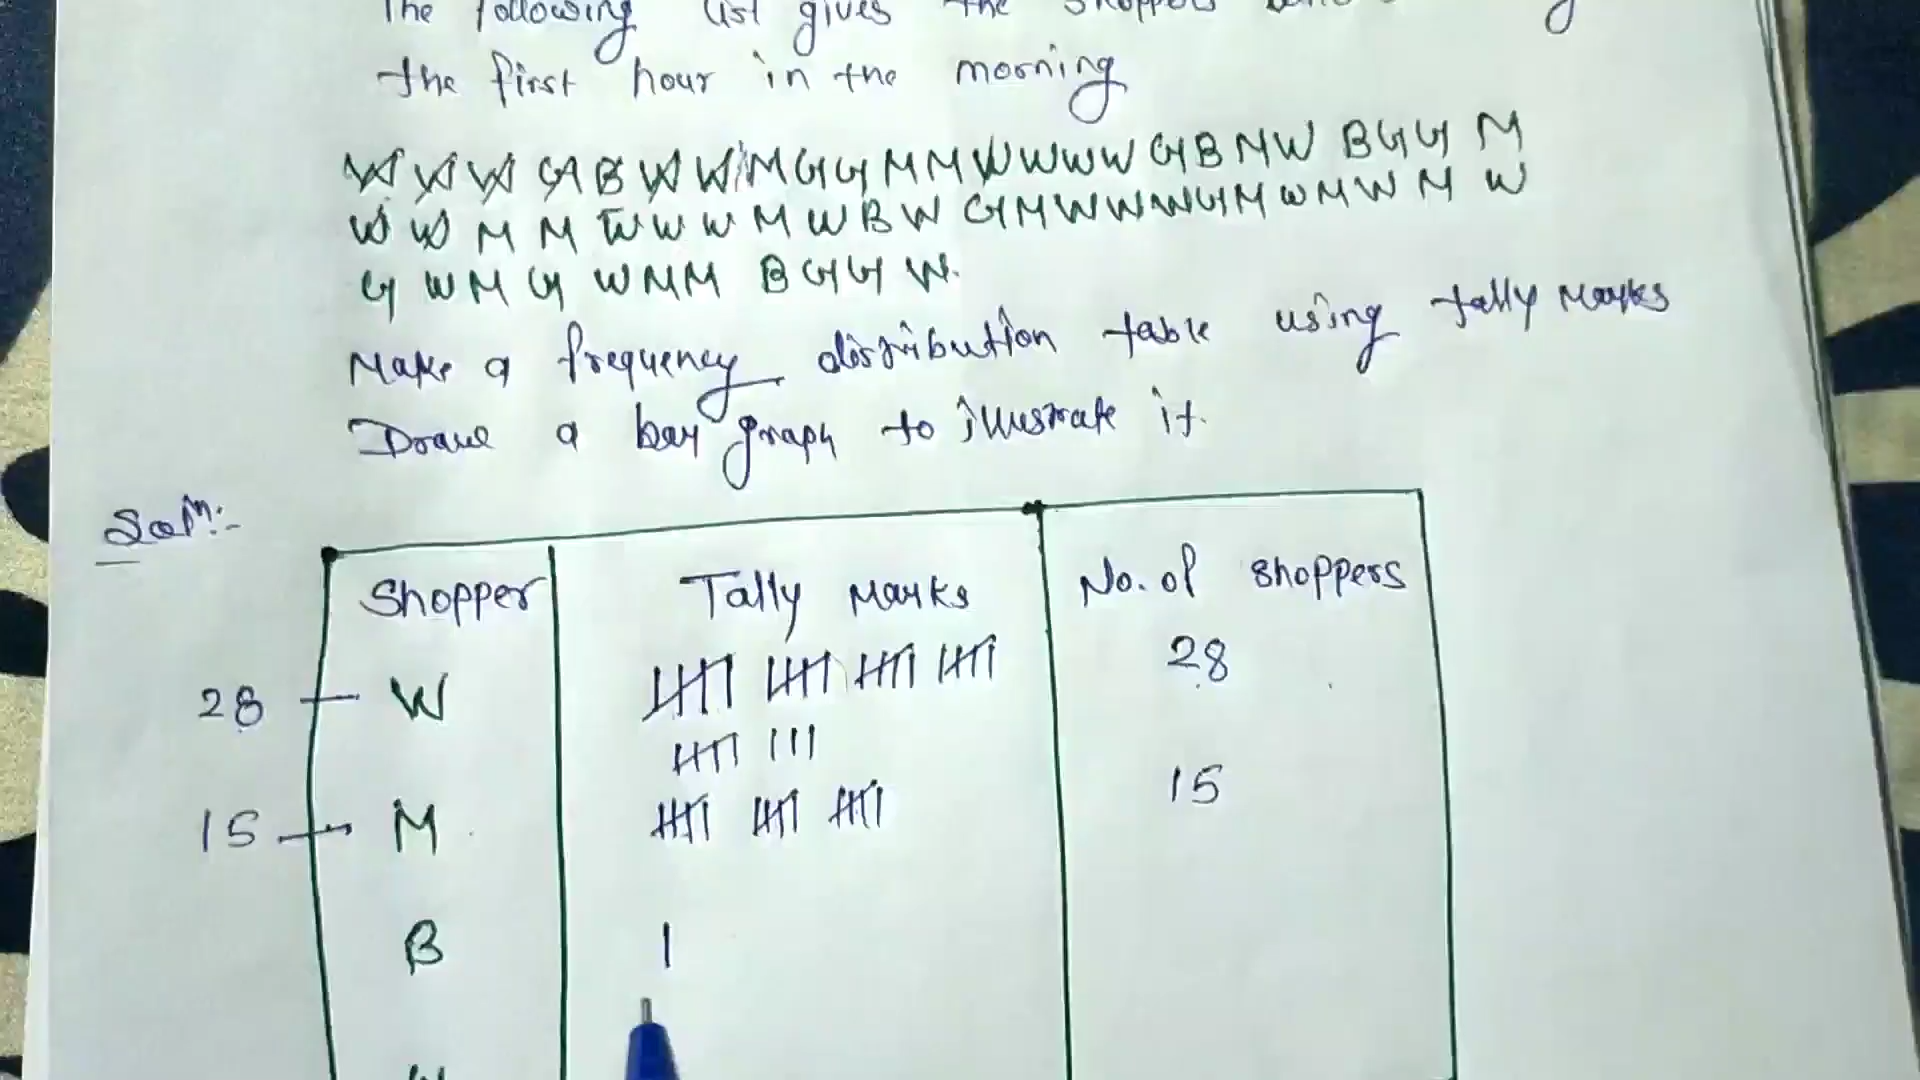 The following list gives the shoppers
the first hour in the morning
W W W G B W W M G G M M W W W W G B M W B G G M
W W M M W W W M W B W G M W W W W G M W M W M W
G W M G W M M B G G W.
Make a frequency distribution table using tally Marks
Draw a bar graph to illustrate it.
Soln:-
Shopper Tally Marks No. of shoppers
28 W 28
15 M 15
B